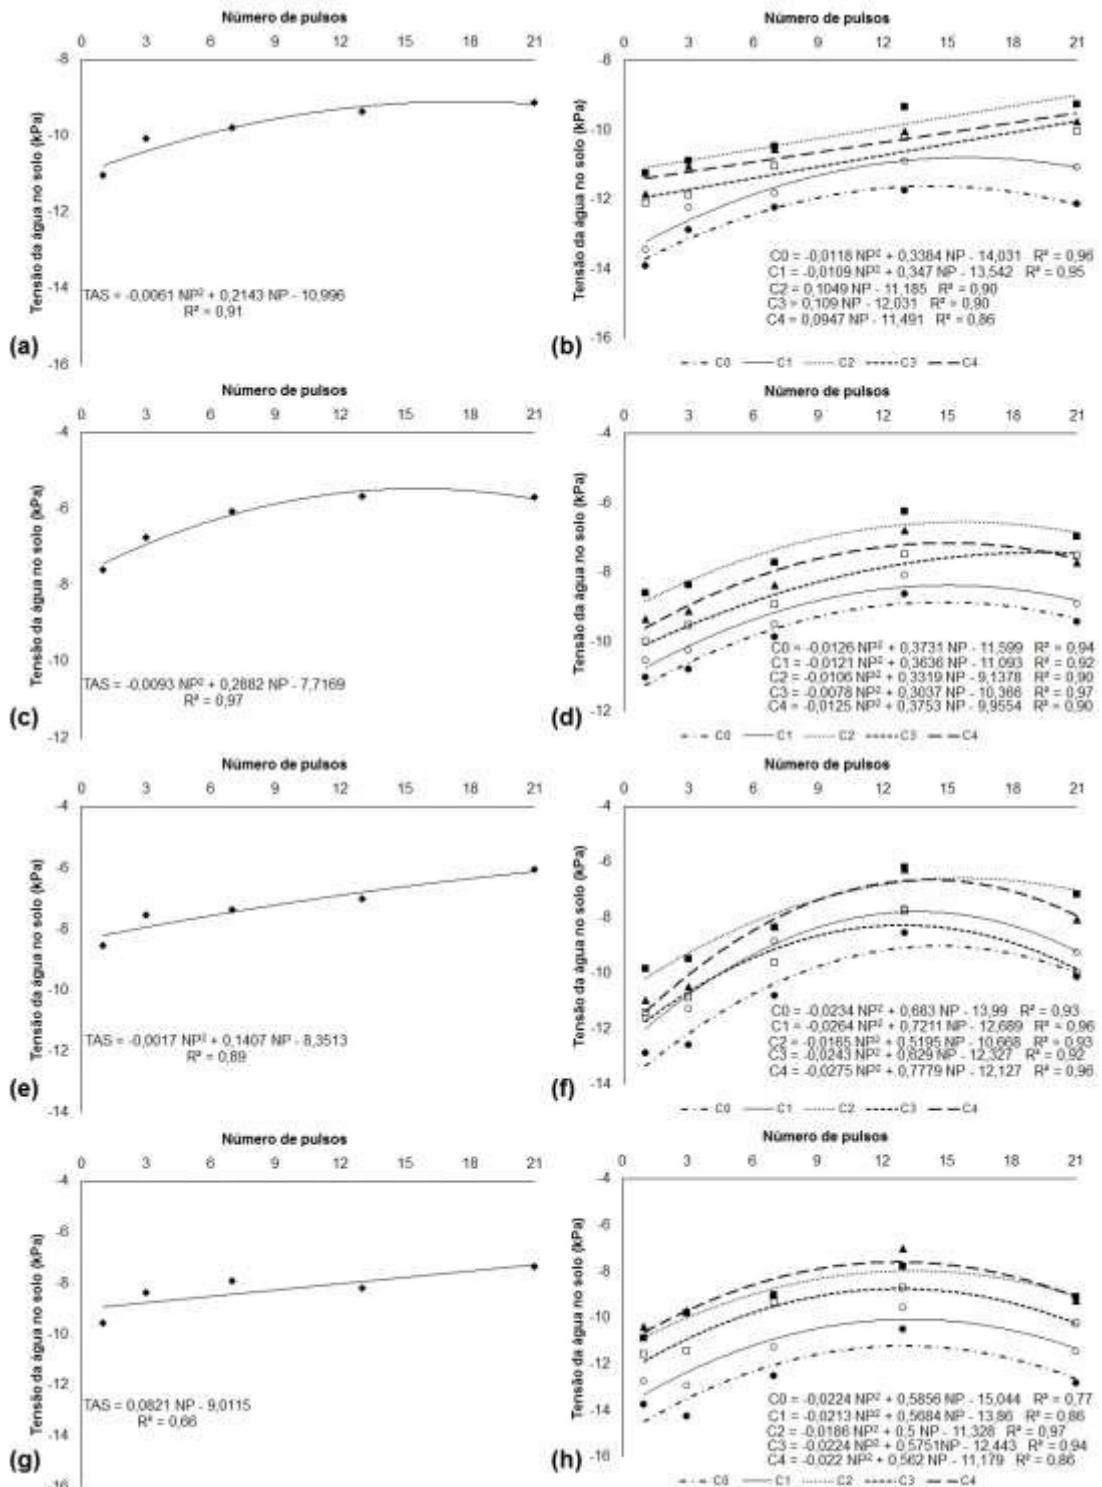 Número de pulsos
0 3 6 9 12 15 18 21
-8
-10
-12
-14
-16
Tensão da água no solo (kPa)
TAS = -0,0061 NP² + 0,2143 NP - 10,996
R² = 0,91
(a)
Número de pulsos
0 3 6 9 12 15 18 21
-8
-10
-12
-14
-16
Tensão da água no solo (kPa)
C0 = -0,0118 NP² + 0,3384 NP - 14,031 R² = 0,96
C1 = -0,0109 NP² + 0,347 NP - 13,542 R² = 0,95
C2 = 0,1049 NP - 11,185 R² = 0,90
C3 = 0,109 NP - 12,031 R² = 0,90
C4 = 0,0947 NP - 11,491 R² = 0,86
(b)
C0 C1 C2 C3 C4
Número de pulsos
0 3 6 9 12 15 18 21
-4
-6
-8
-10
-12
Tensão da água no solo (kPa)
TAS = -0,0093 NP² + 0,2882 NP - 7,7169
R² = 0,97
(c)
Número de pulsos
0 3 6 9 12 15 18 21
-4
-6
-8
-10
-12
Tensão da água no solo (kPa)
C0 = -0,0126 NP² + 0,3731 NP - 11,599 R² = 0,94
C1 = -0,0121 NP² + 0,3636 NP - 11,093 R² = 0,92
C2 = -0,0106 NP² + 0,3319 NP - 9,1378 R² = 0,90
C3 = -0,0078 NP² + 0,3037 NP - 10,366 R² = 0,97
C4 = -0,0125 NP² + 0,3753 NP - 9,9554 R² = 0,90
(d)
C0 C1 C2 C3 C4
Número de pulsos
0 3 6 9 12 15 18 21
-4
-6
-8
-10
-12
-14
Tensão da água no solo (kPa)
TAS = -0,0017 NP² + 0,1407 NP - 8,3513
R² = 0,89
(e)
Número de pulsos
0 3 6 9 12 15 18 21
-4
-6
-8
-10
-12
-14
Tensão da água no solo (kPa)
C0 = -0,0234 NP² + 0,683 NP - 13,99 R² = 0,93
C1 = -0,0264 NP² + 0,7211 NP - 12,689 R² = 0,96
C2 = -0,0165 NP² + 0,5195 NP - 10,668 R² = 0,93
C3 = -0,0243 NP² + 0,629 NP - 12,327 R² = 0,92
C4 = -0,0275 NP² + 0,7779 NP - 12,127 R² = 0,96
(f)
C0 C1 C2 C3 C4
Número de pulsos
0 3 6 9 12 15 18 21
-4
-6
-8
-10
-12
-14
-16
Tensão da água no solo (kPa)
TAS = 0,0821 NP - 9,0115
R² = 0,66
(g)
Número de pulsos
0 3 6 9 12 15 18 21
-4
-6
-8
-10
-12
-14
-16
Tensão da água no solo (kPa)
C0 = -0,0224 NP² + 0,5856 NP - 15,044 R² = 0,77
C1 = -0,0213 NP² + 0,5684 NP - 13,86 R² = 0,86
C2 = -0,0186 NP² + 0,5 NP - 11,328 R² = 0,97
C3 = -0,0224 NP² + 0,5751NP - 12,443 R² = 0,94
C4 = -0,022 NP² + 0,562 NP - 11,179 R² = 0,86
(h)
C0 C1 C2 C3 C4